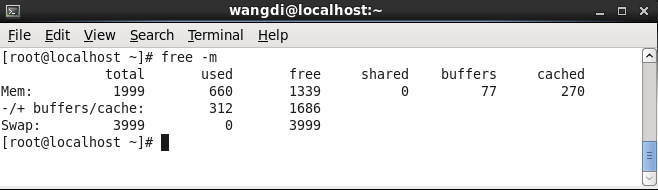 wangdi@localhost:~
File Edit View Search Terminal Help
[root@localhost ~]# free -m
             total       used       free     shared    buffers     cached
Mem:          1999        660       1339          0         77        270
-/+ buffers/cache:        312       1686
Swap:         3999          0       3999
[root@localhost ~]#